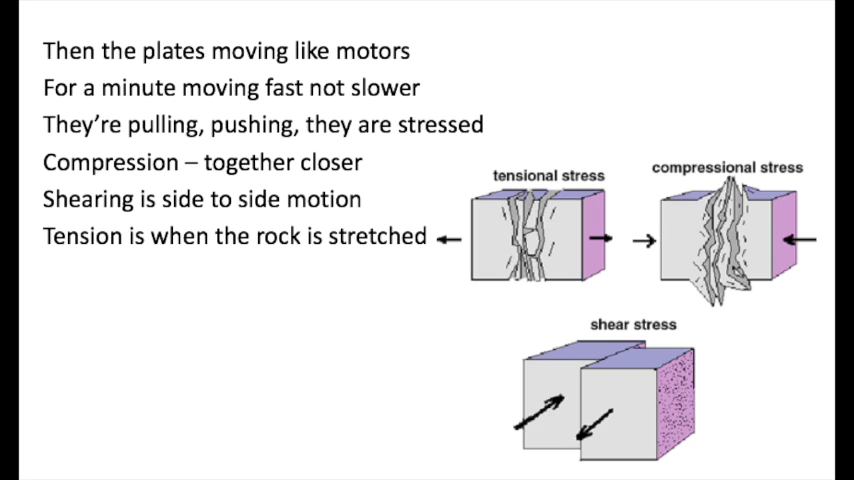 Then the plates moving like motors
For a minute moving fast not slower
They’re pulling, pushing, they are stressed
Compression – together closer
Shearing is side to side motion
Tension is when the rock is stretched
tensional stress
compressional stress
shear stress